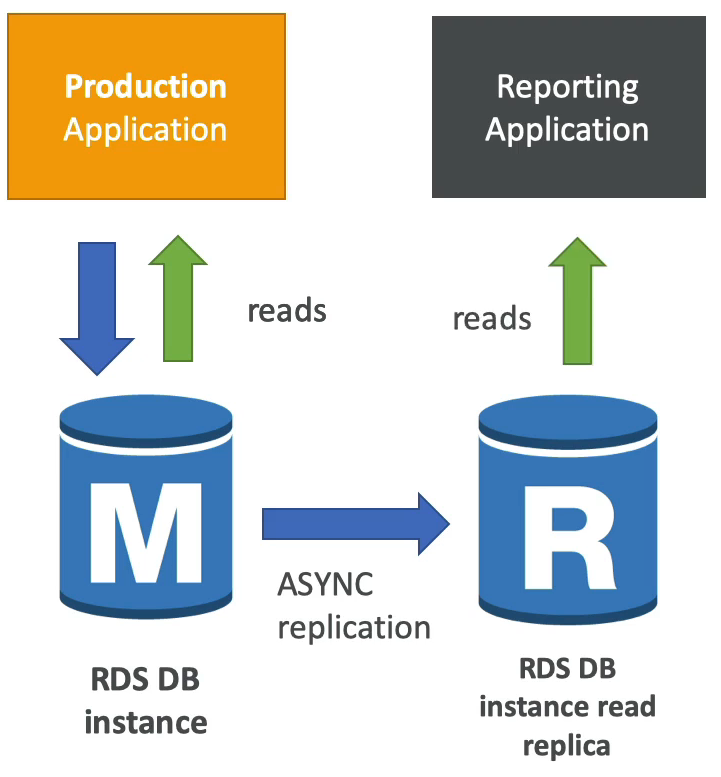 Production
Application
Reporting
Application
reads
reads
M
R
ASYNC
replication
RDS DB
instance
RDS DB
instance read
replica